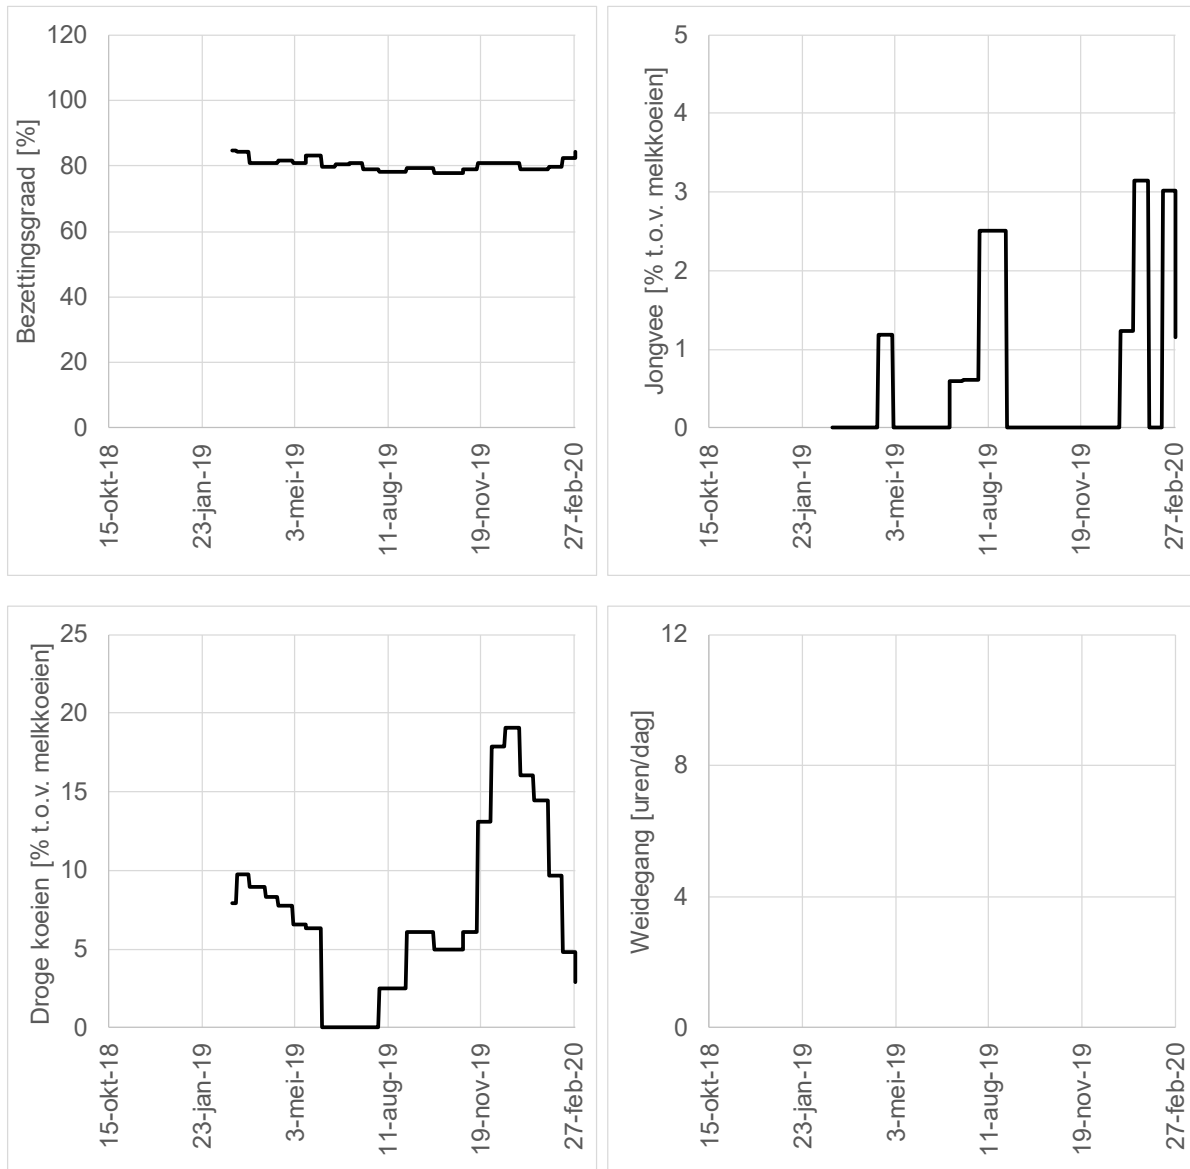 Bezettingsgraad [%]
120
100
80
60
40
20
0
15-okt-18
23-jan-19
3-mei-19
11-aug-19
19-nov-19
27-feb-20
Jongvee [% t.o.v. melkkoeien]
5
4
3
2
1
0
15-okt-18
23-jan-19
3-mei-19
11-aug-19
19-nov-19
27-feb-20
Droge koeien [% t.o.v. melkkoeien]
25
20
15
10
5
0
15-okt-18
23-jan-19
3-mei-19
11-aug-19
19-nov-19
27-feb-20
Weidegang [uren/dag]
12
8
4
0
15-okt-18
23-jan-19
3-mei-19
11-aug-19
19-nov-19
27-feb-20